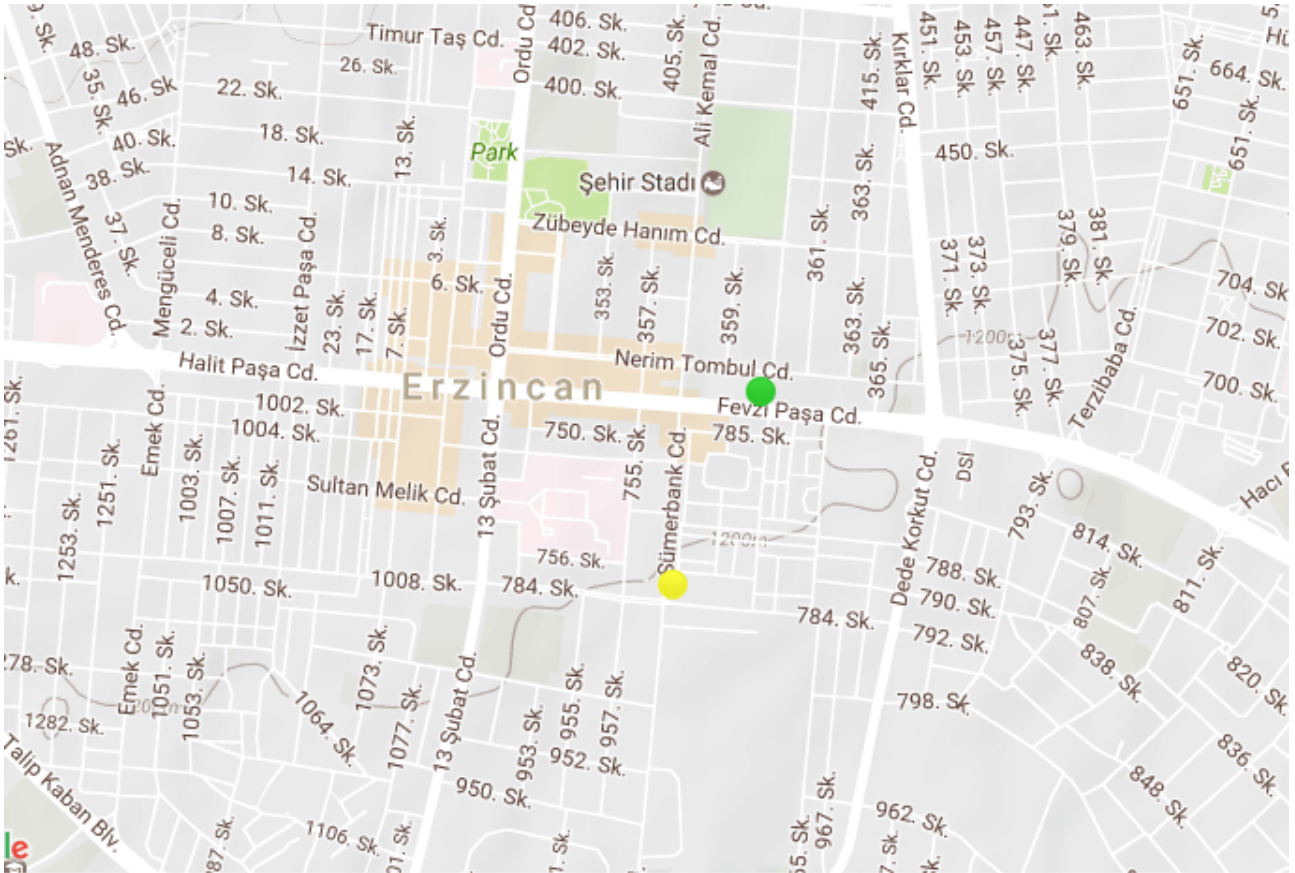 406. Sk.
402. Sk.
400. Sk.
Timur Taş Cd.
26. Sk.
48. Sk.
35. Sk.
46. Sk
22. Sk.
18. Sk.
40. Sk.
38. Sk.
14. Sk.
13. Sk.
Sk.
Ordu Cd
405. Sk.
Ali Kemal Cd.
415. Sk.
Kırklar Cd.
451. Sk.
453. Sk.
457. Sk.
447. Sk.
463. Sk.
651. Sk.
664. Sk.
651. Sk.
450. Sk.
Park
Şehir Stadı
Zübeyde Hanım Cd.
Adnan Menderes Cd.
37. Sk.
10. Sk.
8. Sk.
Mengüceli Cd.
İzzet Paşa Cd.
4. Sk.
2. Sk.
3. Sk.
6. Sk.
23. Sk.
17. Sk.
7. Sk.
Ordu Cd.
353. Sk.
357. Sk.
359. Sk.
361. Sk.
363. Sk.
363. Sk.
365. Sk.
371. Sk.
373. Sk.
379. Sk.
381. Sk.
375. Sk.
377. Sk.
Terzibaba Cd.
704. Sk.
702. Sk.
700. Sk.
Halit Paşa Cd.
Erzincan
Nerim Tombul Cd.
Fevzi Paşa Cd.
785. Sk.
1002. Sk.
1004. Sk.
750. Sk.
755. Sk.
Sümerbank Cd.
1261. Sk.
Emek Cd.
1251. Sk.
1253. Sk.
1003. Sk.
1007. Sk.
1011. Sk.
Sultan Melik Cd.
13 Şubat Cd.
756. Sk.
1200m
Dede Korkut Cd.
DSİ
793. Sk.
814. Sk.
811. Sk.
807. Sk.
1050. Sk.
1008. Sk.
784. Sk.
784. Sk.
788. Sk.
790. Sk.
792. Sk.
798. Sk.
838. Sk.
820. Sk.
836. Sk.
848. Sk.
Emek Cd.
1051. Sk.
1053. Sk.
1073. Sk.
1064. Sk.
1077. Sk.
13 Şubat Cd.
953. Sk.
955. Sk.
957. Sk.
952. Sk.
950. Sk.
1282. Sk.
Talip Kaban Blv.
1106. Sk.
967. Sk.
962. Sk.
le